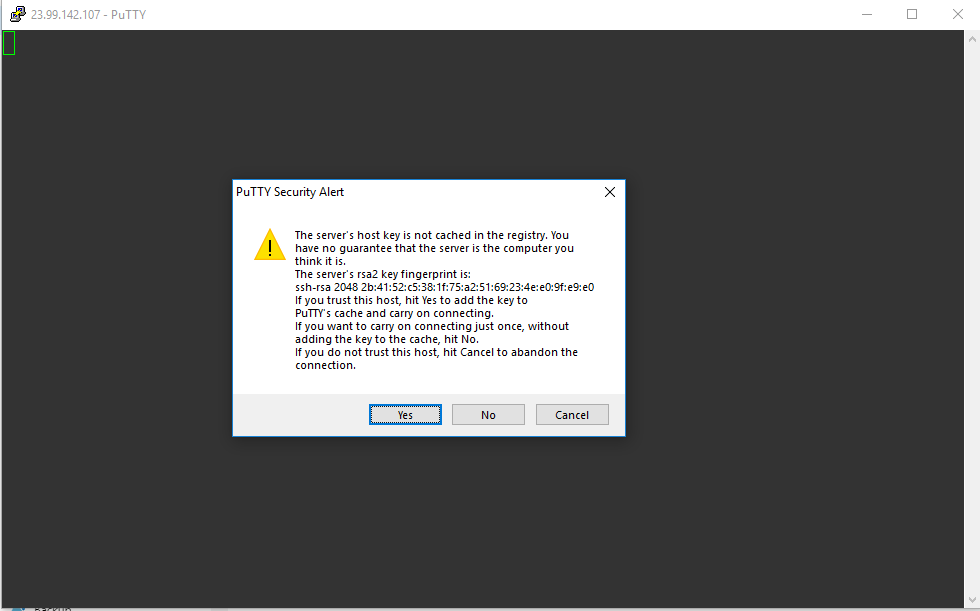 23.99.142.107 - PuTTY
PuTTY Security Alert
The server's host key is not cached in the registry. You
have no guarantee that the server is the computer you
think it is.
The server's rsa2 key fingerprint is:
ssh-rsa 2048 2b:41:52:c5:38:1f:75:a2:51:69:23:4e:e0:9f:e9:e0
If you trust this host, hit Yes to add the key to
PuTTY's cache and carry on connecting.
If you want to carry on connecting just once, without
adding the key to the cache, hit No.
If you do not trust this host, hit Cancel to abandon the
connection.
Yes No Cancel
Backup